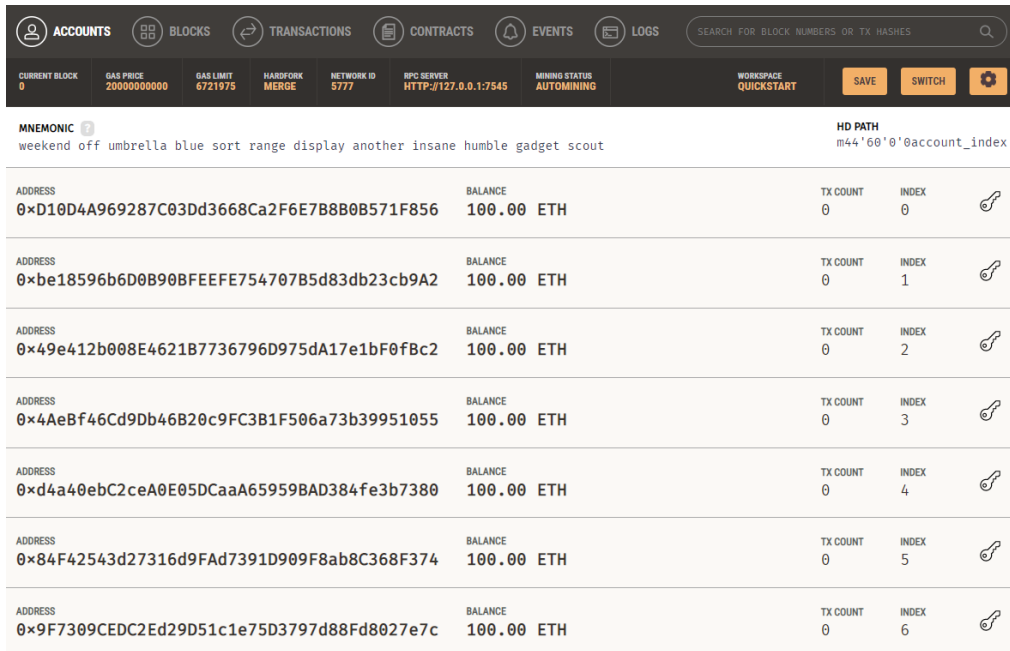 ACCOUNTS BLOCKS TRANSACTIONS CONTRACTS EVENTS LOGS SEARCH FOR BLOCK NUMBERS OR TX HASHES
CURRENT BLOCK GAS PRICE GAS LIMIT HARDFORK NETWORK ID RPC SERVER MINING STATUS WORKSPACE
0 20000000000 6721975 MERGE 5777 HTTP://127.0.0.1:7545 AUTOMINING QUICKSTART SAVE SWITCH
MNEMONIC ? HD PATH
weekend off umbrella blue sort range display another insane humble gadget scout m44'60'0'0account_index
ADDRESS BALANCE TX COUNT INDEX
0×D10D4A969287C03Dd3668Ca2F6E7B8B0B571F856 100.00 ETH 0 0
ADDRESS BALANCE TX COUNT INDEX
0×be18596b6D0B90BFEEFE754707B5d83db23cb9A2 100.00 ETH 0 1
ADDRESS BALANCE TX COUNT INDEX
0×49e412b008E4621B7736796D975dA17e1bF0fBc2 100.00 ETH 0 2
ADDRESS BALANCE TX COUNT INDEX
0×4AeBf46Cd9Db46B20c9FC3B1F506a73b39951055 100.00 ETH 0 3
ADDRESS BALANCE TX COUNT INDEX
0×d4a40ebC2ceA0E05DCaaA65959BAD384fe3b7380 100.00 ETH 0 4
ADDRESS BALANCE TX COUNT INDEX
0×84F42543d27316d9FAd7391D909F8ab8C368F374 100.00 ETH 0 5
ADDRESS BALANCE TX COUNT INDEX
0×9F7309CEDC2Ed29D51c1e75D3797d88Fd8027e7c 100.00 ETH 0 6